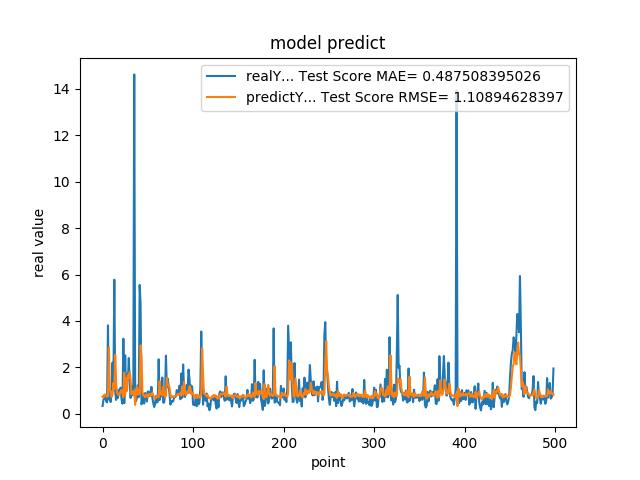 model predict
realY... Test Score MAE= 0.487508395026
predictY... Test Score RMSE= 1.10894628397
14
12
10
8
6
4
2
0
real value
0 100 200 300 400 500
point